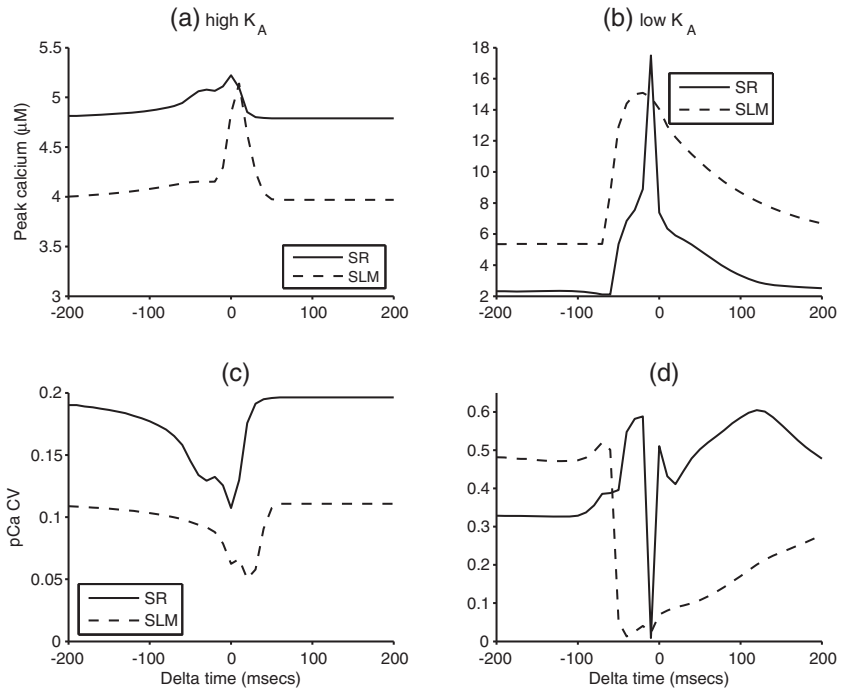 (a) high K A
5.5
5
4.5
4
3.5
3
Peak calcium (μM)
SR
SLM
-200 -100 0 100 200
(b) low K A
18
16
14
12
10
8
6
4
2
SR
SLM
-200 -100 0 100 200
(c)
0.2
0.15
0.1
0.05
0
pCa CV
SR
SLM
-200 -100 0 100 200
Delta time (msecs)
(d)
0.6
0.5
0.4
0.3
0.2
0.1
0
-200 -100 0 100 200
Delta time (msecs)